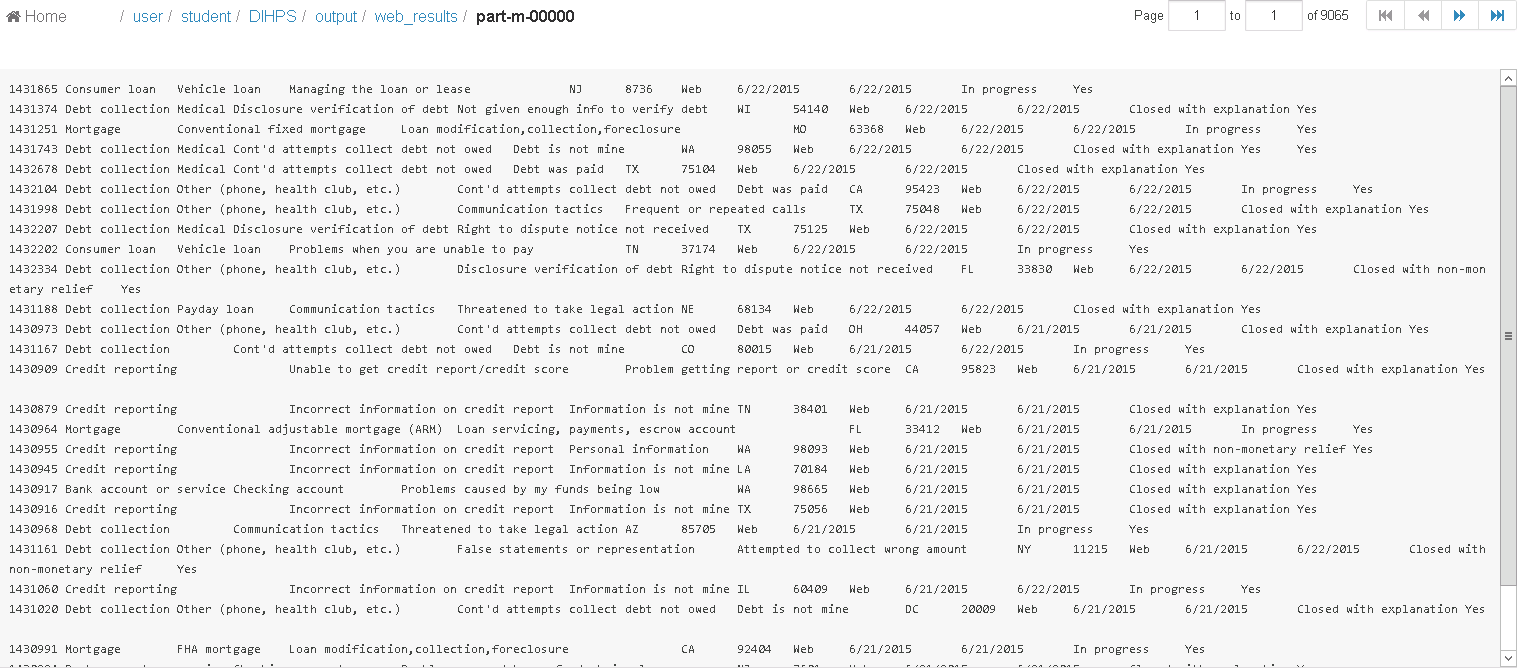 Home / user / student / DIHPS / output / web_results / part-m-00000 Page 1 to 1 of 9065
1431865 Consumer loan Vehicle loan Managing the loan or lease NJ 8736 Web 6/22/2015 6/22/2015 In progress Yes
1431374 Debt collection Medical Disclosure verification of debt Not given enough info to verify debt WI 54140 Web 6/22/2015 6/22/2015 Closed with explanation Yes
1431251 Mortgage Conventional fixed mortgage Loan modification,collection,foreclosure MO 63368 Web 6/22/2015 6/22/2015 In progress Yes
1431743 Debt collection Medical Cont'd attempts collect debt not owed Debt is not mine WA 98055 Web 6/22/2015 6/22/2015 Closed with explanation Yes Yes
1432678 Debt collection Medical Cont'd attempts collect debt not owed Debt was paid TX 75104 Web 6/22/2015 6/22/2015 Closed with explanation Yes
1432104 Debt collection Other (phone, health club, etc.) Cont'd attempts collect debt not owed Debt was paid CA 95423 Web 6/22/2015 6/22/2015 In progress Yes
1431998 Debt collection Other (phone, health club, etc.) Communication tactics Frequent or repeated calls TX 75048 Web 6/22/2015 6/22/2015 Closed with explanation Yes
1432207 Debt collection Medical Disclosure verification of debt Right to dispute notice not received TX 75125 Web 6/22/2015 6/22/2015 Closed with explanation Yes
1432202 Consumer loan Vehicle loan Problems when you are unable to pay TN 37174 Web 6/22/2015 6/22/2015 In progress Yes
1432334 Debt collection Other (phone, health club, etc.) Disclosure verification of debt Right to dispute notice not received FL 33830 Web 6/22/2015 6/22/2015 Closed with non-mon
etary relief Yes
1431188 Debt collection Payday loan Communication tactics Threatened to take legal action NE 68134 Web 6/22/2015 6/22/2015 Closed with explanation Yes
1430973 Debt collection Other (phone, health club, etc.) Cont'd attempts collect debt not owed Debt was paid OH 44057 Web 6/21/2015 6/21/2015 Closed with explanation Yes
1431167 Debt collection Cont'd attempts collect debt not owed Debt is not mine CO 80015 Web 6/21/2015 6/22/2015 In progress Yes
1430909 Credit reporting Unable to get credit report/credit score Problem getting report or credit score CA 95823 Web 6/21/2015 6/21/2015 Closed with explanation Yes
1430879 Credit reporting Incorrect information on credit report Information is not mine TN 38401 Web 6/21/2015 6/21/2015 Closed with explanation Yes
1430964 Mortgage Conventional adjustable mortgage (ARM) Loan servicing, payments, escrow account FL 33412 Web 6/21/2015 6/21/2015 In progress Yes
1430955 Credit reporting Incorrect information on credit report Personal information WA 98093 Web 6/21/2015 6/21/2015 Closed with non-monetary relief Yes
1430945 Credit reporting Incorrect information on credit report Information is not mine LA 70184 Web 6/21/2015 6/21/2015 Closed with explanation Yes
1430917 Bank account or service Checking account Problems caused by my funds being low WA 98665 Web 6/21/2015 6/21/2015 Closed with explanation Yes
1430916 Credit reporting Incorrect information on credit report Information is not mine TX 75056 Web 6/21/2015 6/21/2015 Closed with explanation Yes
1430968 Debt collection Communication tactics Threatened to take legal action AZ 85705 Web 6/21/2015 6/21/2015 In progress Yes
1431161 Debt collection Other (phone, health club, etc.) False statements or representation Attempted to collect wrong amount NY 11215 Web 6/21/2015 6/22/2015 Closed with
non-monetary relief Yes
1431060 Credit reporting Incorrect information on credit report Information is not mine IL 60409 Web 6/21/2015 6/22/2015 In progress Yes
1431020 Debt collection Other (phone, health club, etc.) Cont'd attempts collect debt not owed Debt is not mine DC 20009 Web 6/21/2015 6/21/2015 Closed with explanation Yes
1430991 Mortgage FHA mortgage Loan modification,collection,foreclosure CA 92404 Web 6/21/2015 6/21/2015 In progress Yes